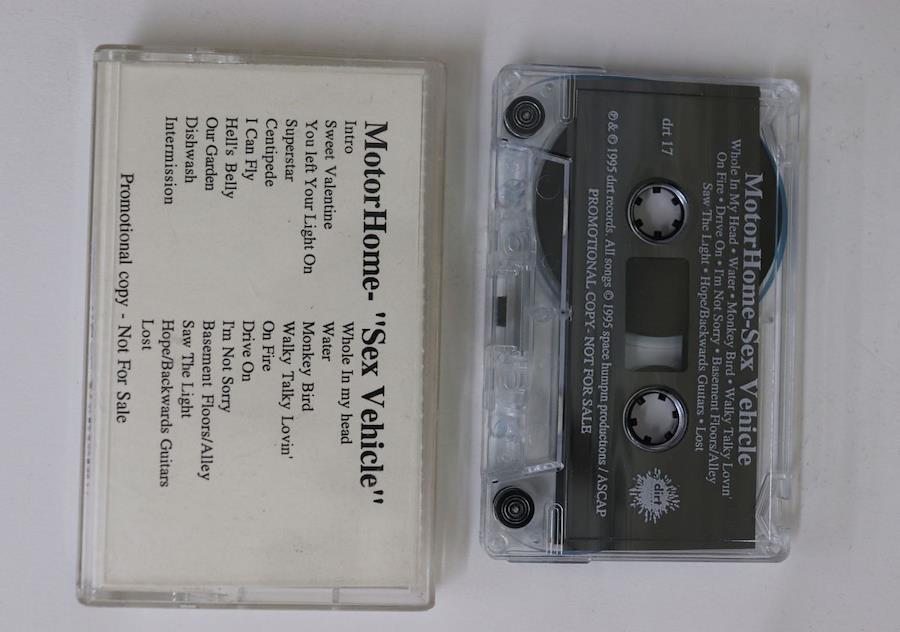 MotorHome- "Sex Vehicle"
Intro
Sweet Valentine
You left Your Light On
Superstar
Centipede
I Can Fly
Hell's Belly
Our Garden
Dishwash
Intermission
Whole In my head
Water
Monkey Bird
Walky Talky Lovin'
On Fire
Drive On
I'm Not Sorry
Basement Floors/Alley
Saw The Light
Hope/Backwards Guitars
Lost
Promotional copy - Not For Sale
MotorHome-Sex Vehicle
Whole In My Head • Water • Monkey Bird • Walky Talky Lovin'
On Fire • Drive On • I'm Not Sorry • Basement Floors/Alley
Saw The Light • Hope/Backwards Guitars • Lost
drt 17
dirt
℗ & © 1995 dirt records. All songs © 1995 space humpin productions / ASCAP
PROMOTIONAL COPY- NOT FOR SALE